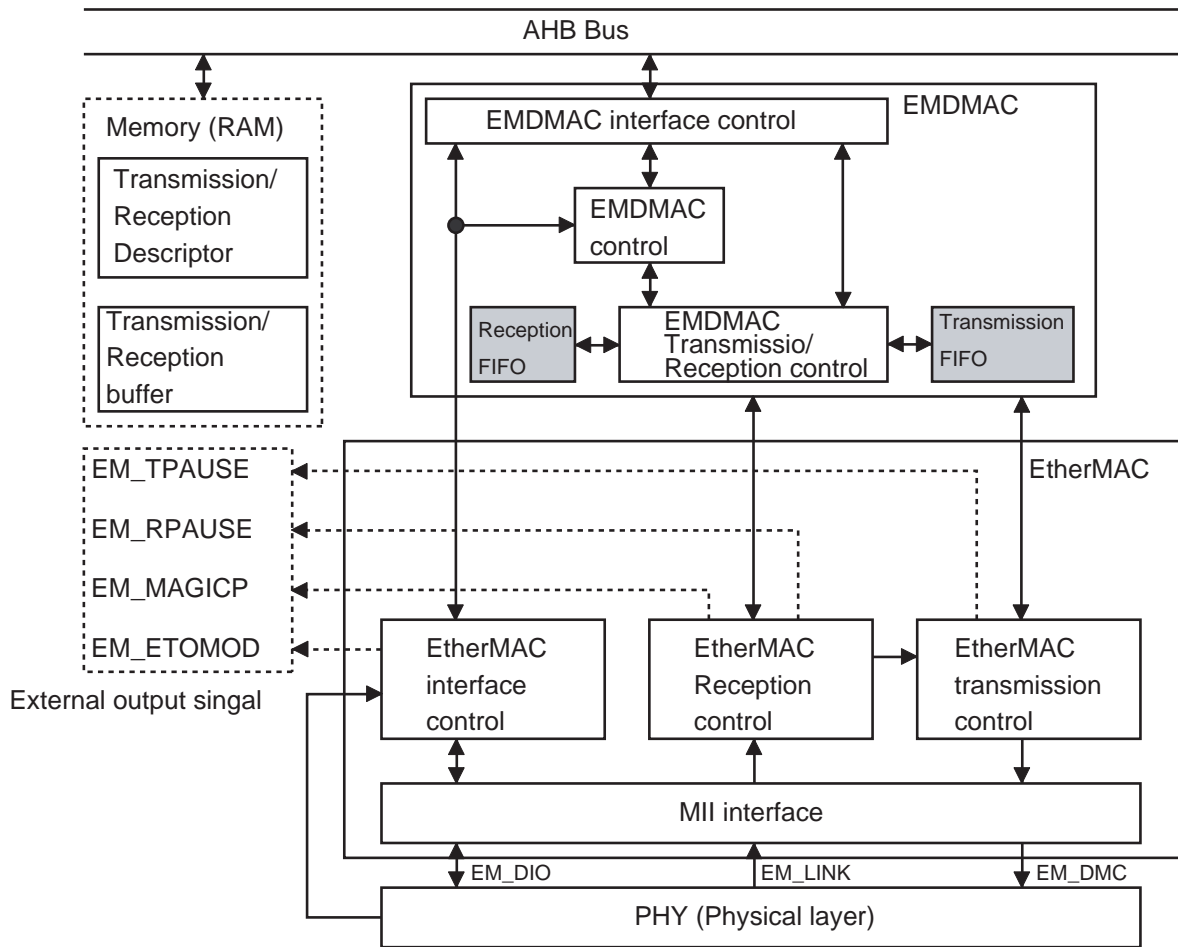 AHB Bus
Memory (RAM)
Transmission/
Reception
Descriptor
Transmission/
Reception
buffer
EMDMAC
EMDMAC interface control
EMDMAC
control
Reception
FIFO
EMDMAC
Transmissio/
Reception control
Transmission
FIFO
EM_TPAUSE
EM_RPAUSE
EM_MAGICP
EM_ETOMOD
External output singal
EtherMAC
EtherMAC
interface
control
EtherMAC
Reception
control
EtherMAC
transmission
control
MII interface
EM_DIO
EM_LINK
EM_DMC
PHY (Physical layer)